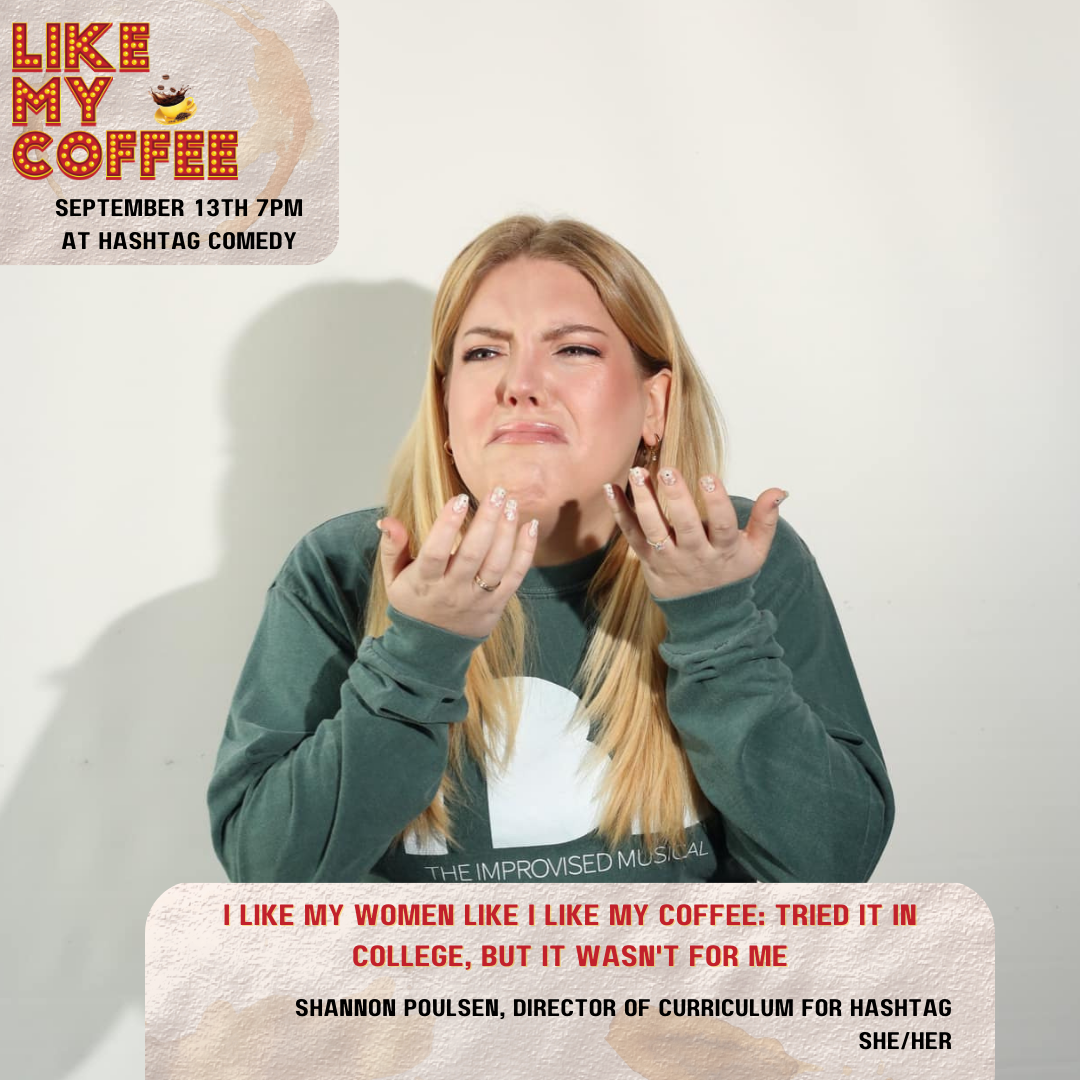 LIKE
MY
COFFEE
SEPTEMBER 13TH 7PM
AT HASHTAG COMEDY
THE IMPROVISED MUSICAL
I LIKE MY WOMEN LIKE I LIKE MY COFFEE: TRIED IT IN
COLLEGE, BUT IT WASN'T FOR ME
SHANNON POULSEN, DIRECTOR OF CURRICULUM FOR HASHTAG
SHE/HER